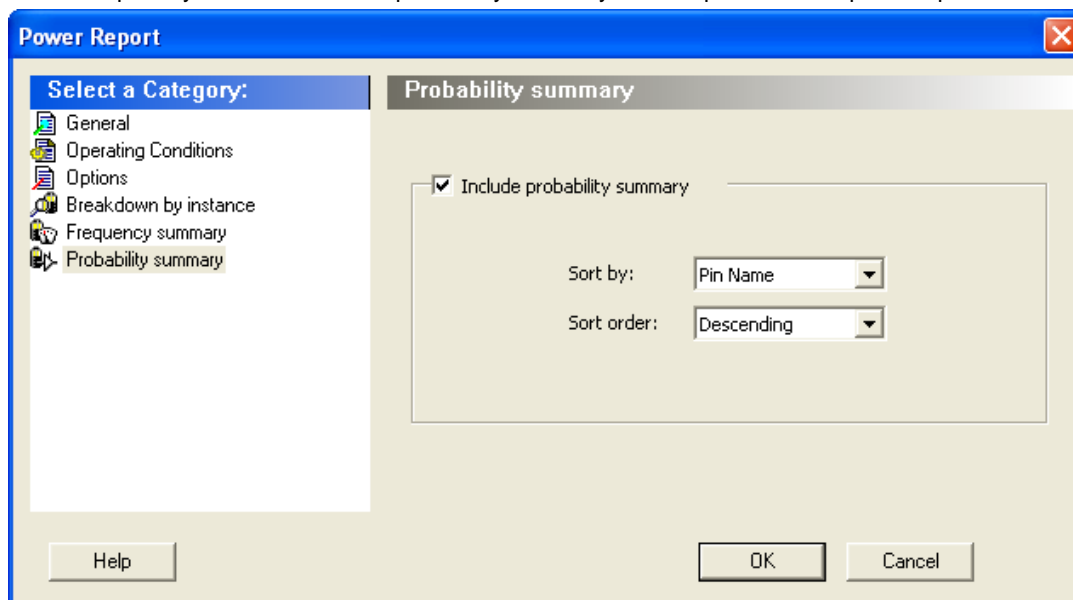 Power Report
Select a Category:
General
Operating Conditions
Options
Breakdown by instance
Frequency summary
Probability summary
Probability summary
Include probability summary
Sort by:
Pin Name
Sort order:
Descending
Help
OK
Cancel